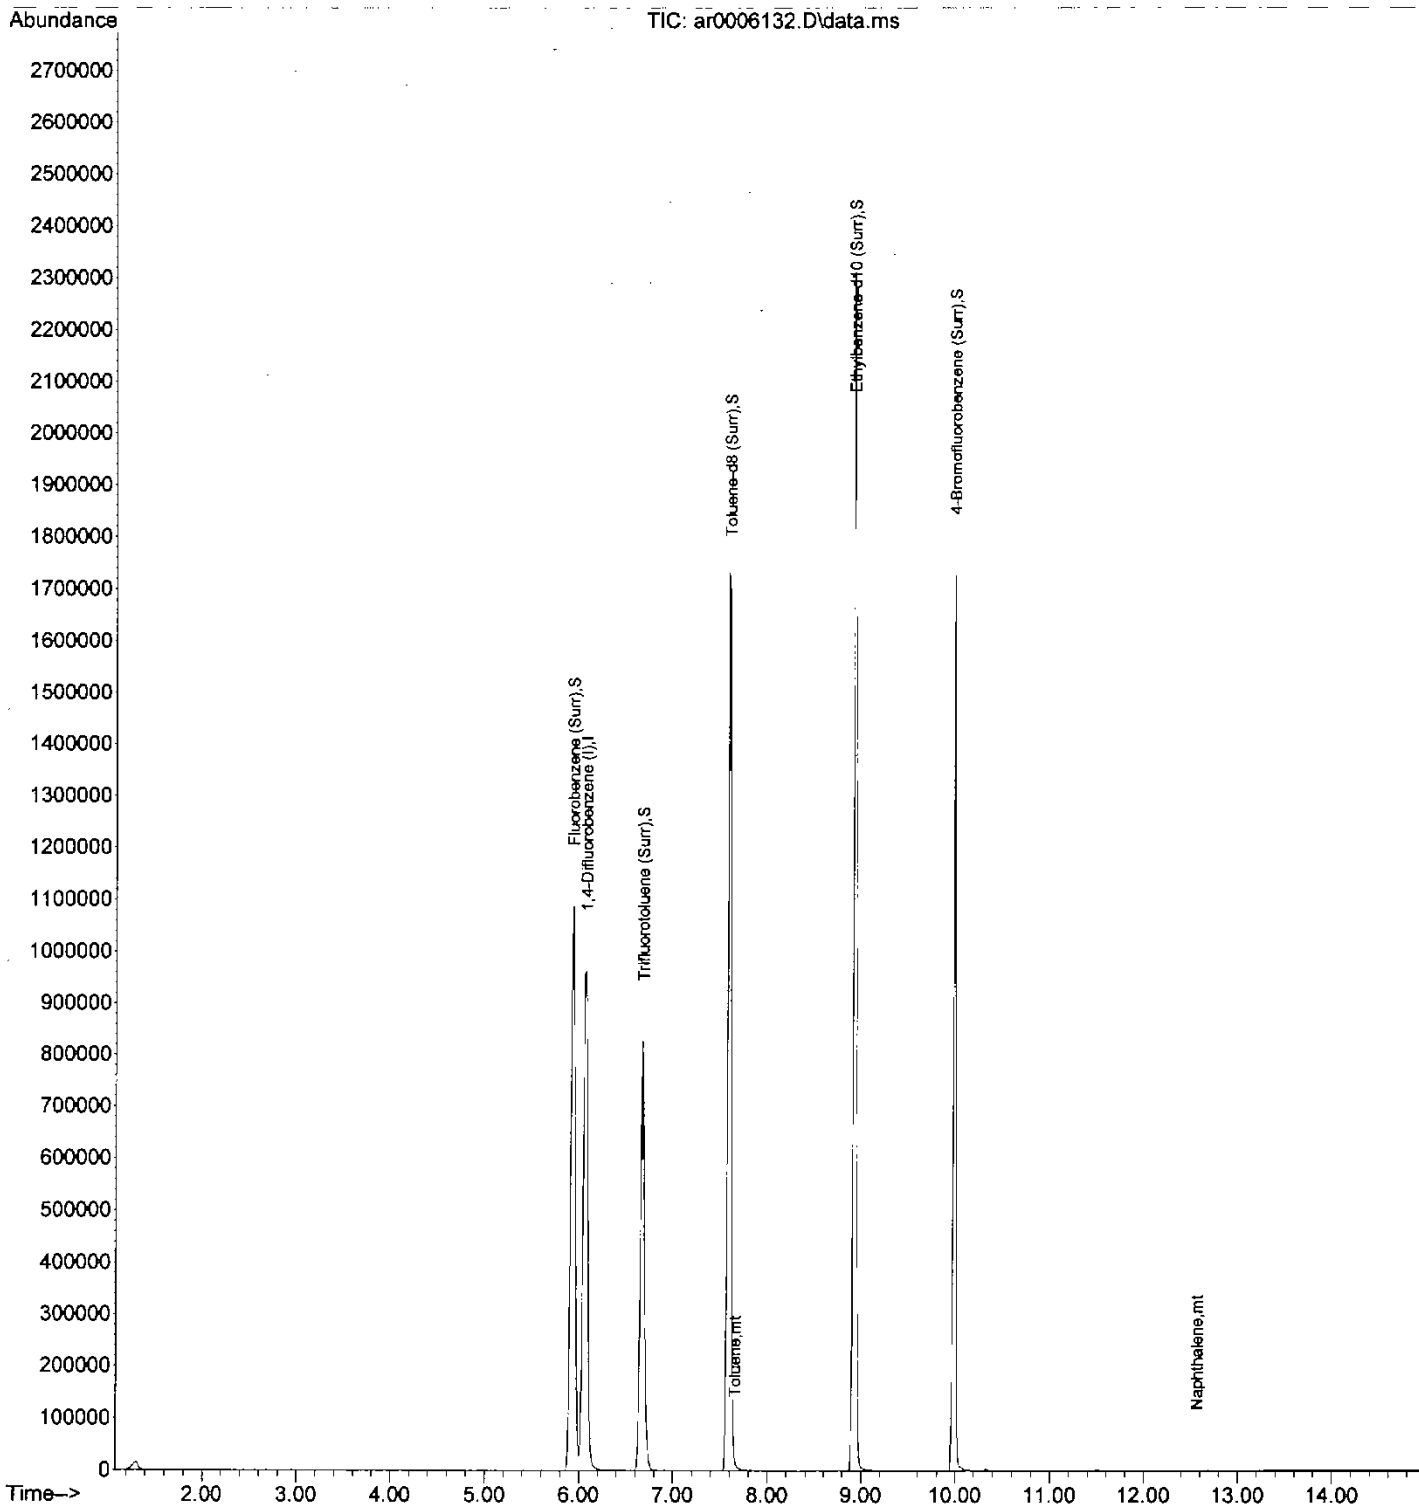 Abundance
TIC: ar0006132.D\data.ms
2700000
2600000
2500000
2400000
2300000
2200000
2100000
2000000
1900000
1800000
1700000
1600000
1500000
1400000
1300000
1200000
1100000
1000000
900000
800000
700000
600000
500000
400000
300000
200000
100000
0
Fluorobenzene (Surr),S
1,4-Difluorobenzene (I),I
Trifluorotoluene (Surr),S
Toluene-d8 (Surr),S
Toluene,mt
Ethylbenzene-d10 (Surr),S
4-Bromofluorobenzene (Surr),S
Naphthalene,mt
Time-->
2.00 3.00 4.00 5.00 6.00 7.00 8.00 9.00 10.00 11.00 12.00 13.00 14.00